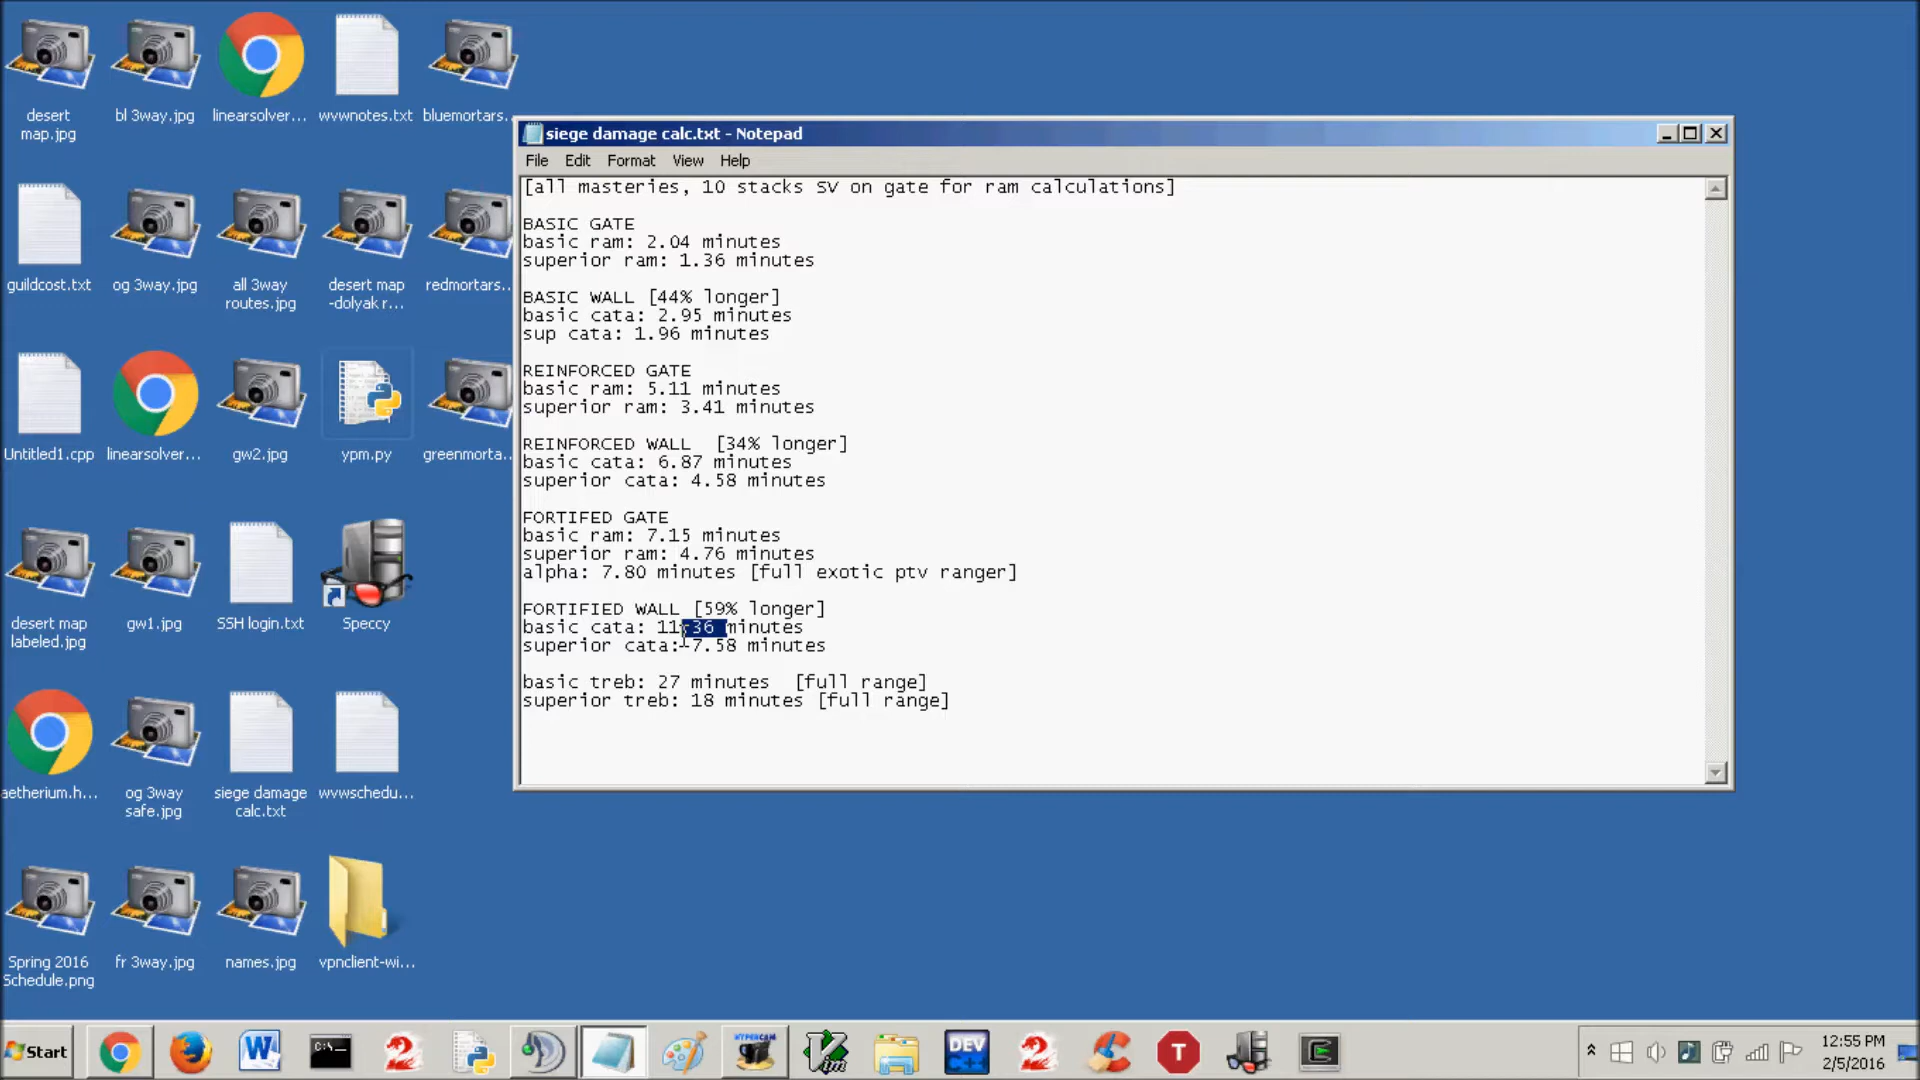 desert map.jpg
bl 3way.jpg
linearsolver...
wvwnotes.txt
bluemortars...
guildcost.txt
og 3way.jpg
all 3way routes.jpg
desert map -dolyak r...
redmortars...
Untitled1.cpp
linearsolver...
gw2.jpg
ypm.py
greenmorta...
desert map labeled.jpg
gw1.jpg
SSH login.txt
Speccy
aetherium.h...
og 3way safe.jpg
siege damage calc.txt
wvwschedu...
Spring 2016 Schedule.png
fr 3way.jpg
names.jpg
vpnclient-wi...
siege damage calc.txt - Notepad
File Edit Format View Help
[all masteries, 10 stacks SV on gate for ram calculations]
BASIC GATE
basic ram: 2.04 minutes
superior ram: 1.36 minutes
BASIC WALL [44% longer]
basic cata: 2.95 minutes
sup cata: 1.96 minutes
REINFORCED GATE
basic ram: 5.11 minutes
superior ram: 3.41 minutes
REINFORCED WALL [34% longer]
basic cata: 6.87 minutes
superior cata: 4.58 minutes
FORTIFED GATE
basic ram: 7.15 minutes
superior ram: 4.76 minutes
alpha: 7.80 minutes [full exotic ptv ranger]
FORTIFIED WALL [59% longer]
basic cata: 11.36 minutes
superior cata: 7.58 minutes
basic treb: 27 minutes [full range]
superior treb: 18 minutes [full range]
Start
C:\_
HYPERCAM
Vim
DEV
C++
T
12:55 PM
2/5/2016